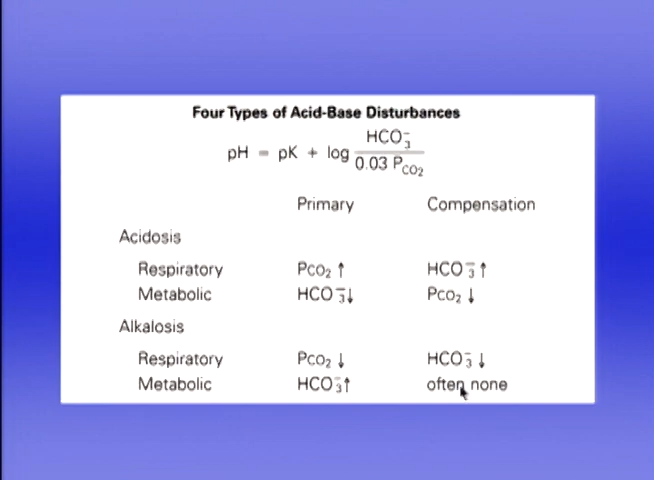 Four Types of Acid-Base Disturbances
pH = pK + log HCO₃⁻ / 0.03 Pco₂
Primary Compensation
Acidosis
Respiratory Pco₂ ↑ HCO₃⁻ ↑
Metabolic HCO₃⁻ ↓ Pco₂ ↓
Alkalosis
Respiratory Pco₂ ↓ HCO₃⁻ ↓
Metabolic HCO₃⁻ ↑ often none